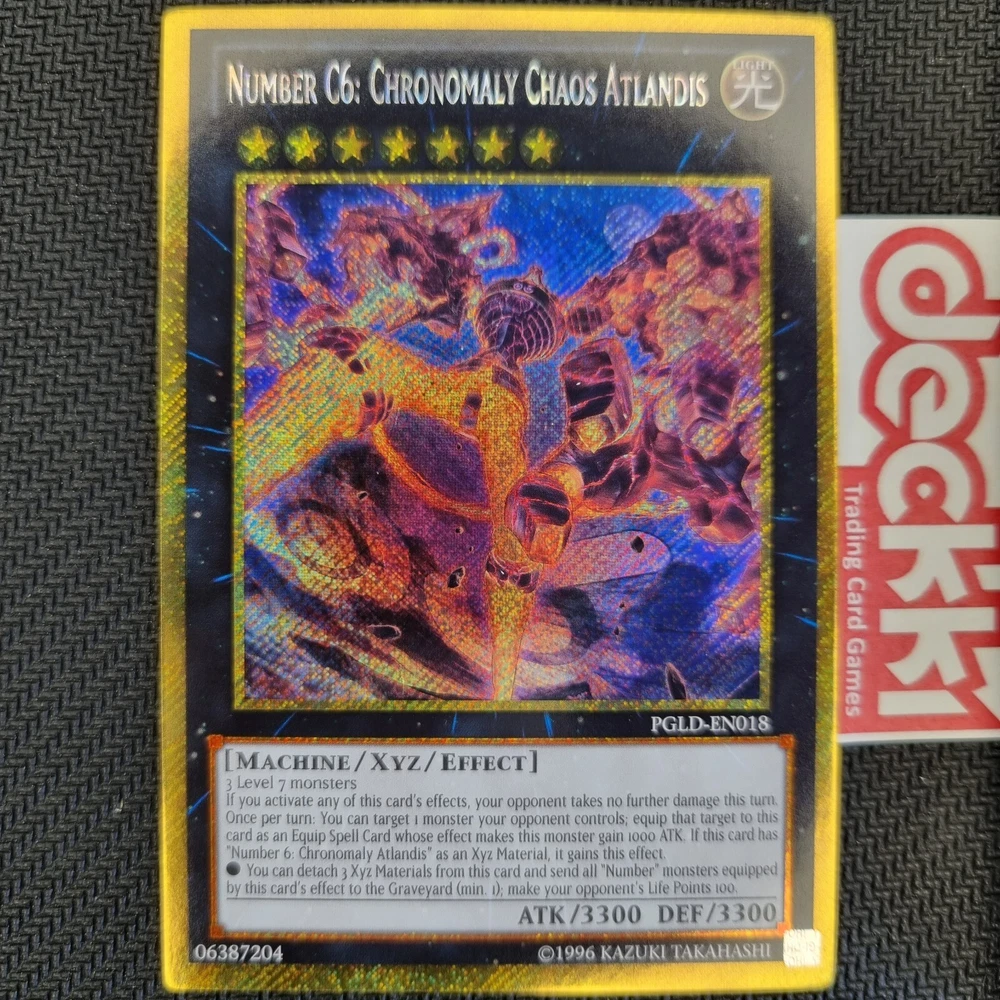 NUMBER C6: CHRONOMALY CHAOS ATLANDIS
LIGHT
光
PGLD-EN018
[MACHINE/XYZ/EFFECT]
3 Level 7 monsters
If you activate any of this card's effects, your opponent takes no further damage this turn.
Once per turn: You can target 1 monster your opponent controls; equip that target to this
card as an Equip Spell Card whose effect makes this monster gain 1000 ATK. If this card has
"Number 6: Chronomaly Atlandis" as an Xyz Material, it gains this effect.
● You can detach 3 Xyz Materials from this card and send all "Number" monsters equipped
by this card's effect to the Graveyard (min. 1); make your opponent's Life Points 100.
ATK/3300 DEF/3300
06387204
©1996 KAZUKI TAKAHASHI
deckki
Trading Card Games